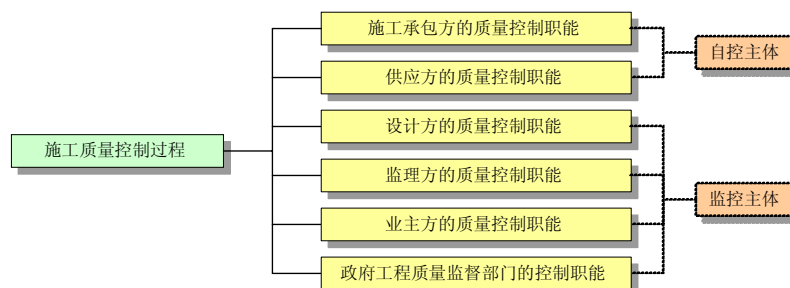 施工承包方的质量控制职能
自控主体
供应方的质量控制职能
设计方的质量控制职能
施工质量控制过程
监理方的质量控制职能
监控主体
业主方的质量控制职能
政府工程质量监督部门的控制职能